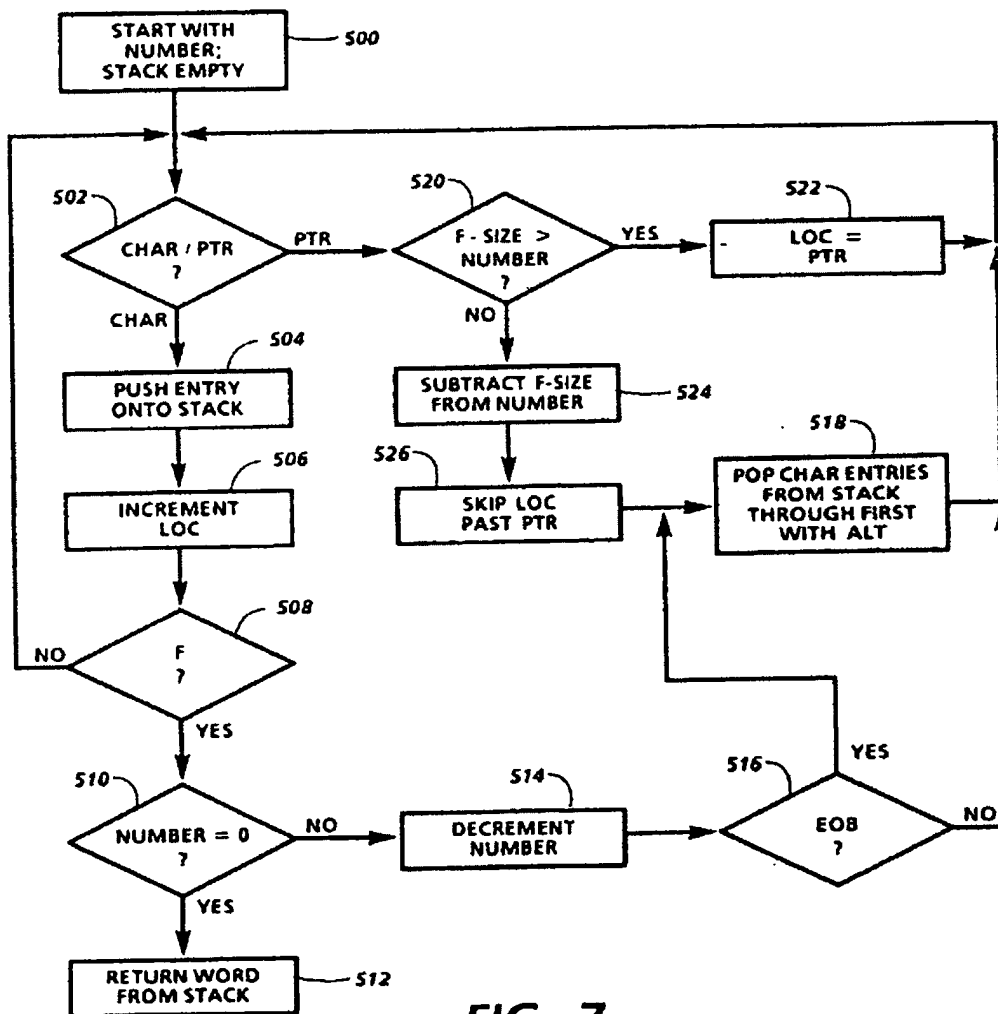 START WITH
NUMBER;
STACK EMPTY
500
502
CHAR / PTR
?
PTR
CHAR
520
F - SIZE >
NUMBER
?
YES
NO
522
LOC =
PTR
504
PUSH ENTRY
ONTO STACK
SUBTRACT F-SIZE
FROM NUMBER
524
506
INCREMENT
LOC
526
SKIP LOC
PAST PTR
518
POP CHAR ENTRIES
FROM STACK
THROUGH FIRST
WITH ALT
508
F
?
NO
YES
510
NUMBER = 0
?
NO
YES
514
DECREMENT
NUMBER
516
EOB
?
YES
NO
RETURN WORD
FROM STACK
512
FIG. 7